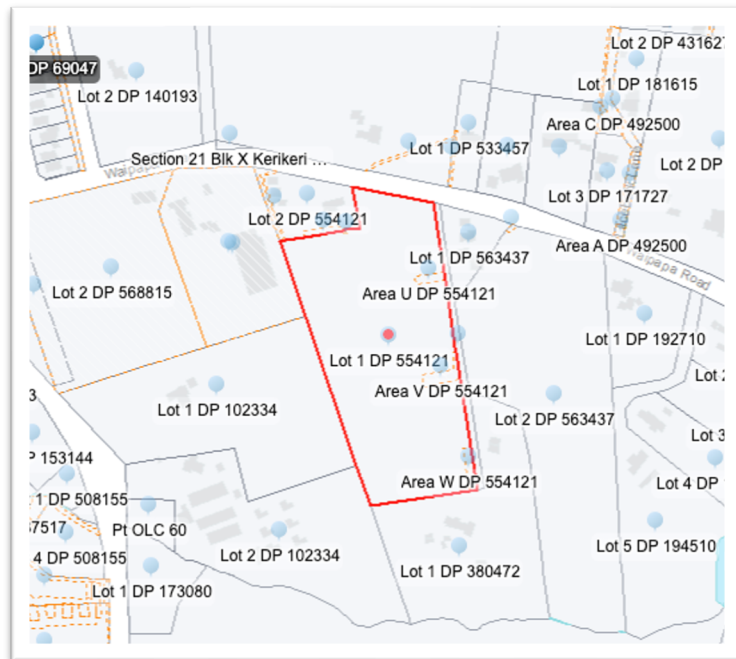 Lot 2 DP 431627
DP 69047
Lot 1 DP 181615
Lot 2 DP 140193
Area C DP 492500
Lot 1 DP 533457
Section 21 Blk X Kerikeri ...
Lot 2 DP
Lot 3 DP 171727
Lot 2 DP 554121
Area A DP 492500
Waipapa Road
Lot 1 DP 563437
Lot 2 DP 568815
Area U DP 554121
Lot 1 DP 192710
Lot 1 DP 554121
Area V DP 554121
Lot 1 DP 102334
Lot 2 DP 563437
Lot 3
P 153144
Area W DP 554121
Lot 4 DP
1 DP 508155
Pt OLC 60
4 DP 508155
Lot 2 DP 102334
Lot 5 DP 194510
Lot 1 DP 380472
Lot 1 DP 173080